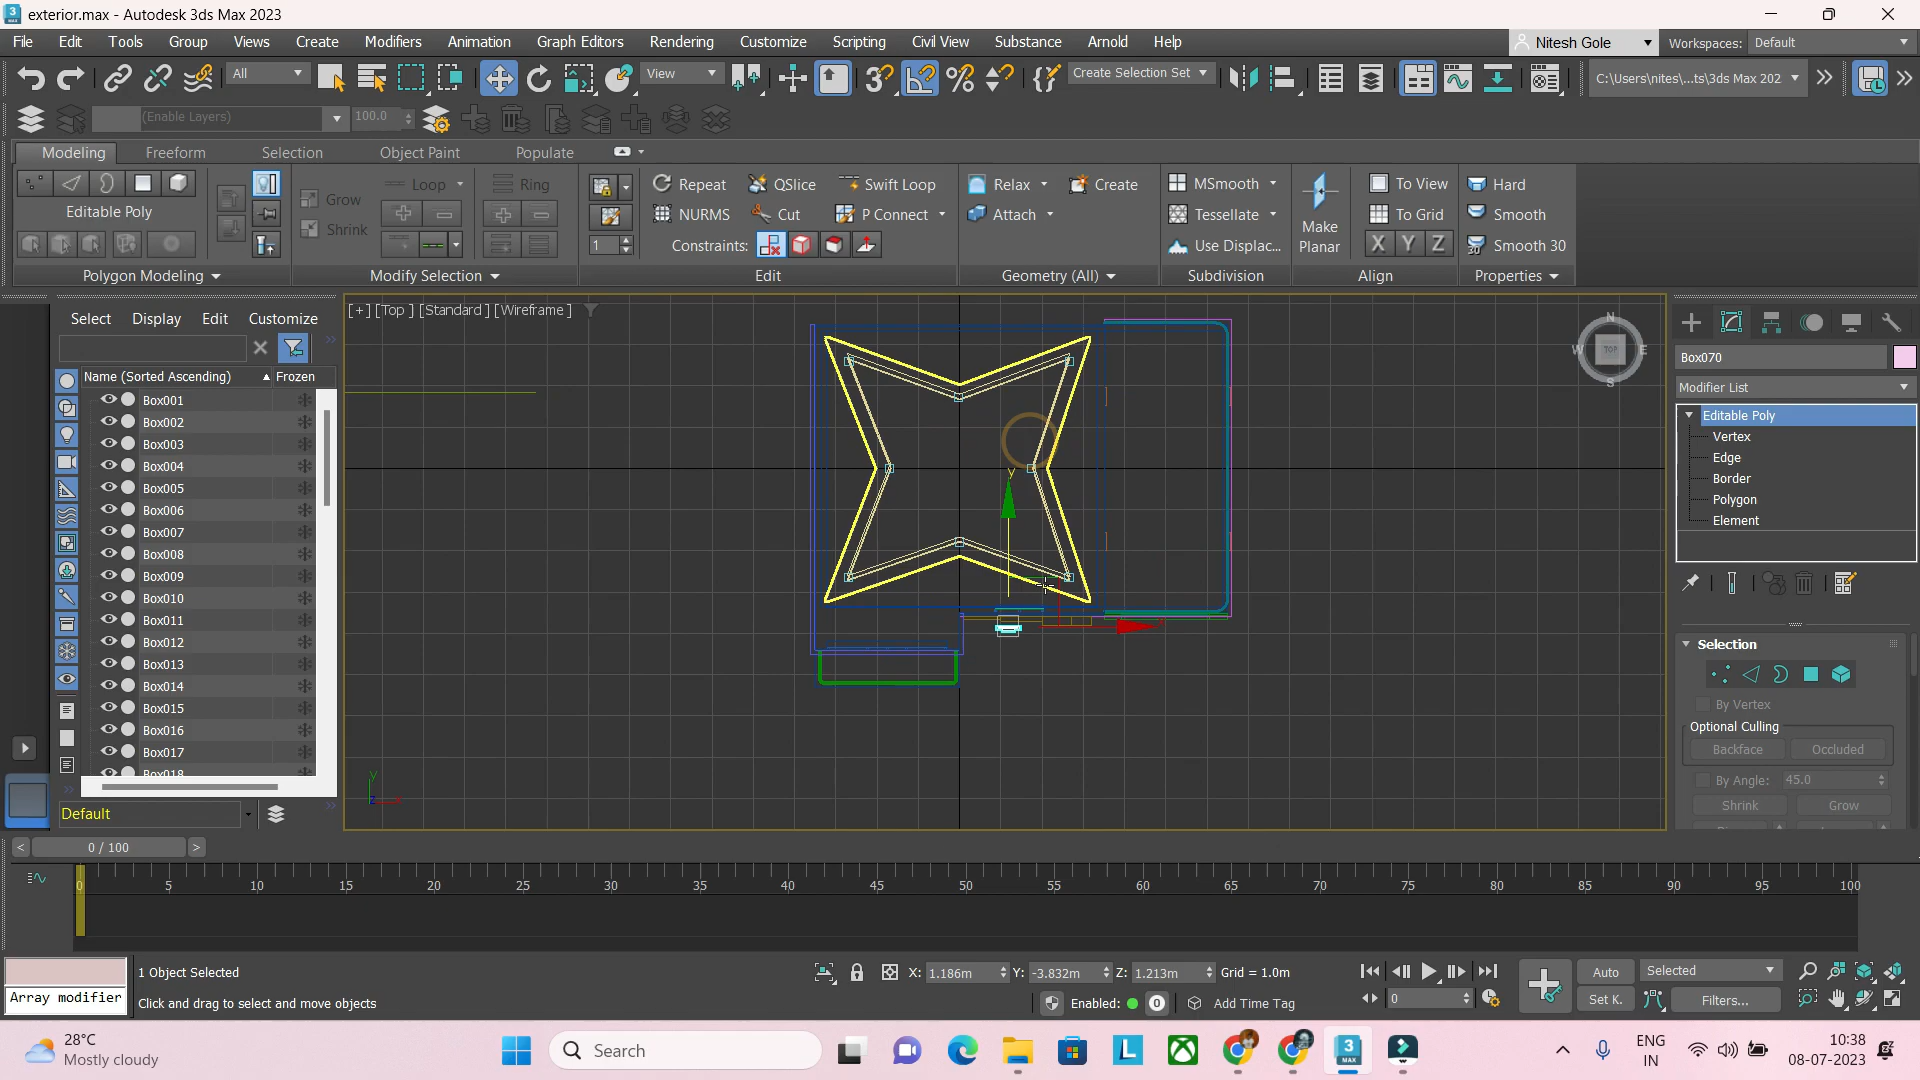 exterior.max - Autodesk 3ds Max 2023
File Edit Tools Group Views Create Modifiers Animation Graph Editors Rendering Customize Scripting Civil View Substance Arnold Help
Nitesh Gole Workspaces: Default
All View Create Selection Set C:\Users\nites\...ts\3ds Max 202
(Enable Layers) 100.0
Modeling Freeform Selection Object Paint Populate
Loop Ring Repeat QSlice Swift Loop Relax Create MSmooth To View Hard
Grow
Editable Poly NURMS Cut P Connect Attach Tessellate To Grid Smooth
Shrink Make
1 Constraints: Use Displac... Planar X Y Z Smooth 30
Polygon Modeling Modify Selection Edit Geometry (All) Subdivision Align Properties
Select Display Edit Customize
[+] [Top ] [Standard ] [Wireframe ]
N
W TOP E
S
Name (Sorted Ascending) Frozen
Box001
Box002
Box003
Box004
Box005
Box006
Box007
Box008
Box009
Box010
Box011
Box012
Box013
Box014
Box015
Box016
Box017
Box018
Default
y
x
y
Box070
Modifier List
Editable Poly
Vertex
Edge
Border
Polygon
Element
Selection
By Vertex
Optional Culling
Backface Occluded
By Angle: 45.0
Shrink Grow
< 0 / 100 >
0 5 10 15 20 25 30 35 40 45 50 55 60 65 70 75 80 85 90 95 100
Array modifier
1 Object Selected
Click and drag to select and move objects
X: 1.186m Y: -3.832m Z: 1.213m Grid = 1.0m
Enabled: 0 Add Time Tag
0
Auto Selected
Set K. Filters...
28°C
Mostly cloudy
Search
ENG
IN
10:38
08-07-2023